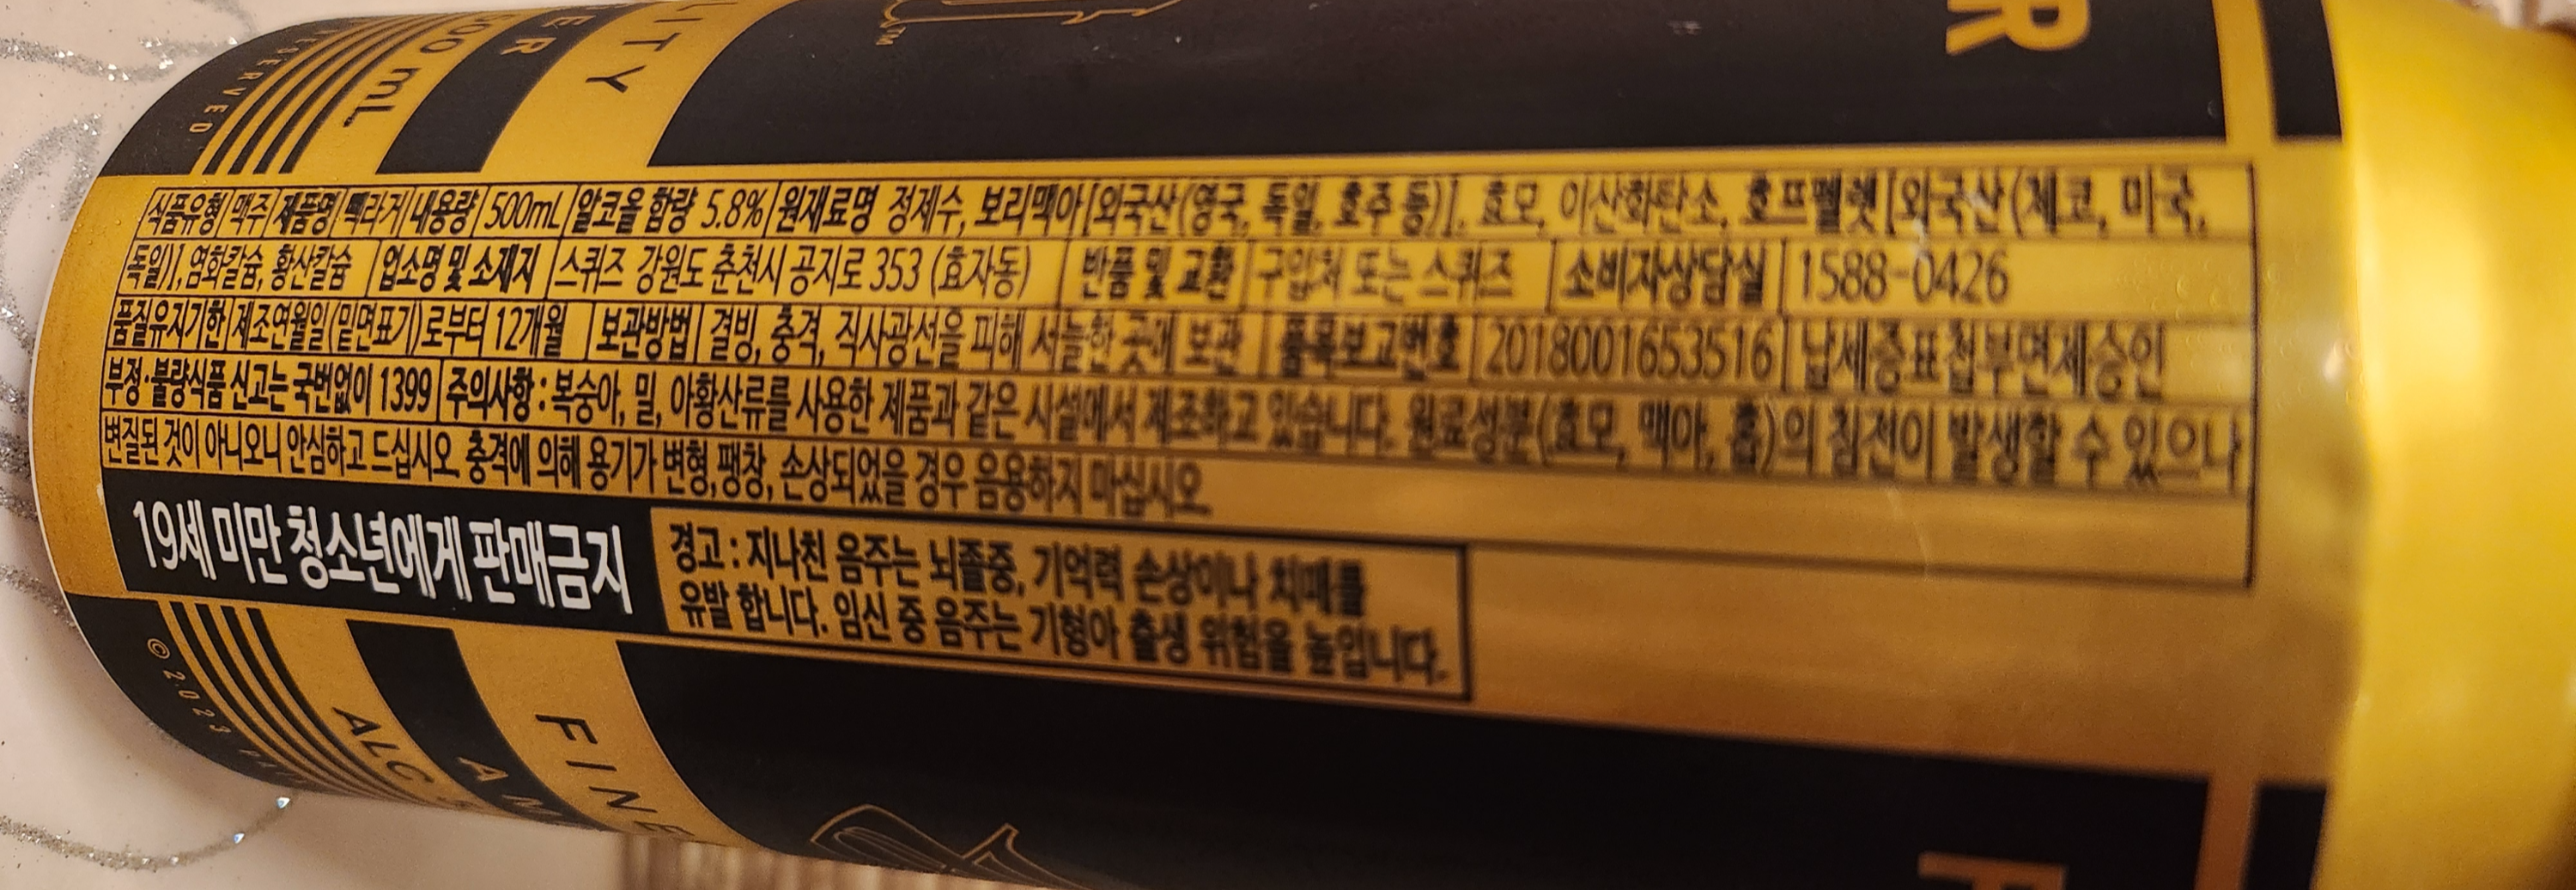 LITY
ER
500 mL
RESERVED
TM
R
식품유형 맥주 제품명 팩라거 내용량 500mL 알코올 함량 5.8% 원재료명 정제수, 보리맥아[외국산(영국, 독일, 호주 등)], 효모, 이산화탄소, 호프펠렛[외국산(체코, 미국,
독일)], 염화칼슘, 황산칼슘 업소명 및 소재지 스퀴즈 강원도 춘천시 공지로 353 (효자동) 반품 및 교환 구입처 또는 스퀴즈 소비자상담실 1588-0426
품질유지기한 제조연월일(밑면표기)로부터 12개월 보관방법 결빙, 충격, 직사광선을 피해 서늘한 곳에 보관 품목보고번호 2018001653516 납세증표첩부면제승인
부정·불량식품 신고는 국번없이 1399 주의사항 : 복숭아, 밀, 아황산류를 사용한 제품과 같은 시설에서 제조하고 있습니다. 원료성분(효모, 맥아, 홉)의 침전이 발생할 수 있으나
변질된 것이 아니오니 안심하고 드십시오. 충격에 의해 용기가 변형, 팽창, 손상되었을 경우 음용하지 마십시오.
19세 미만 청소년에게 판매금지
경고 : 지나친 음주는 뇌졸중, 기억력 손상이나 치매를
유발 합니다. 임신 중 음주는 기형아 출생 위험을 높입니다.
© 2023
ALC
AM
FINE